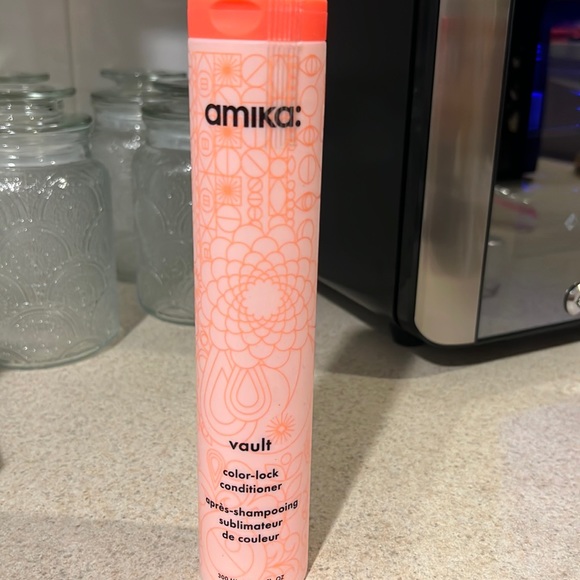 amika:
vault
color-lock
conditioner
après-shampooing
sublimateur
de couleur